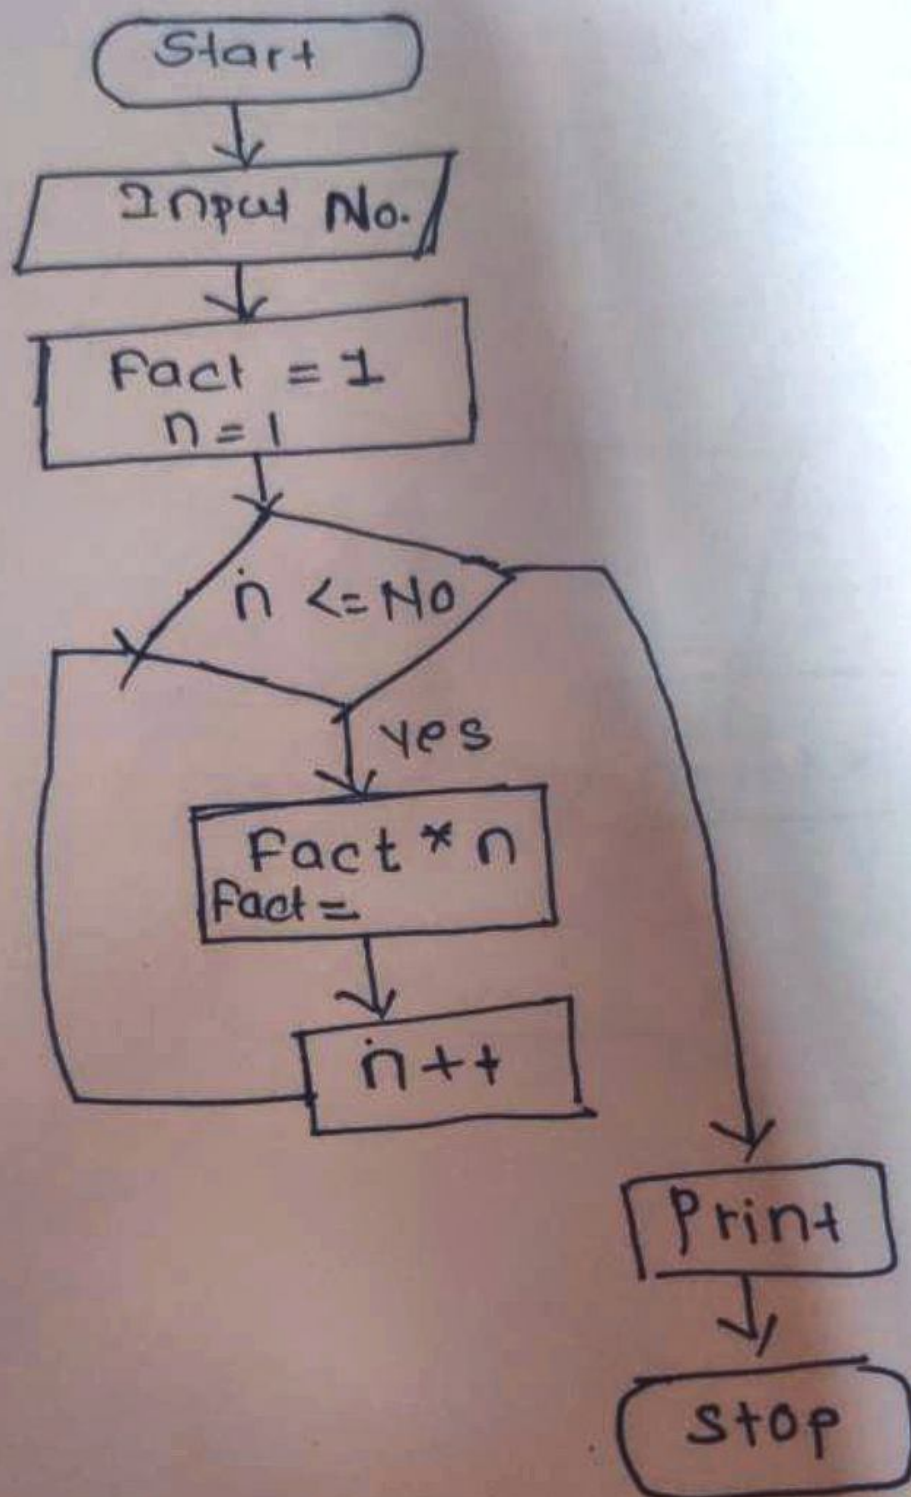 Start
Input No.
Fact = 1
n = 1
n <= No
yes
Fact * n
Fact =
n++
Print
Stop